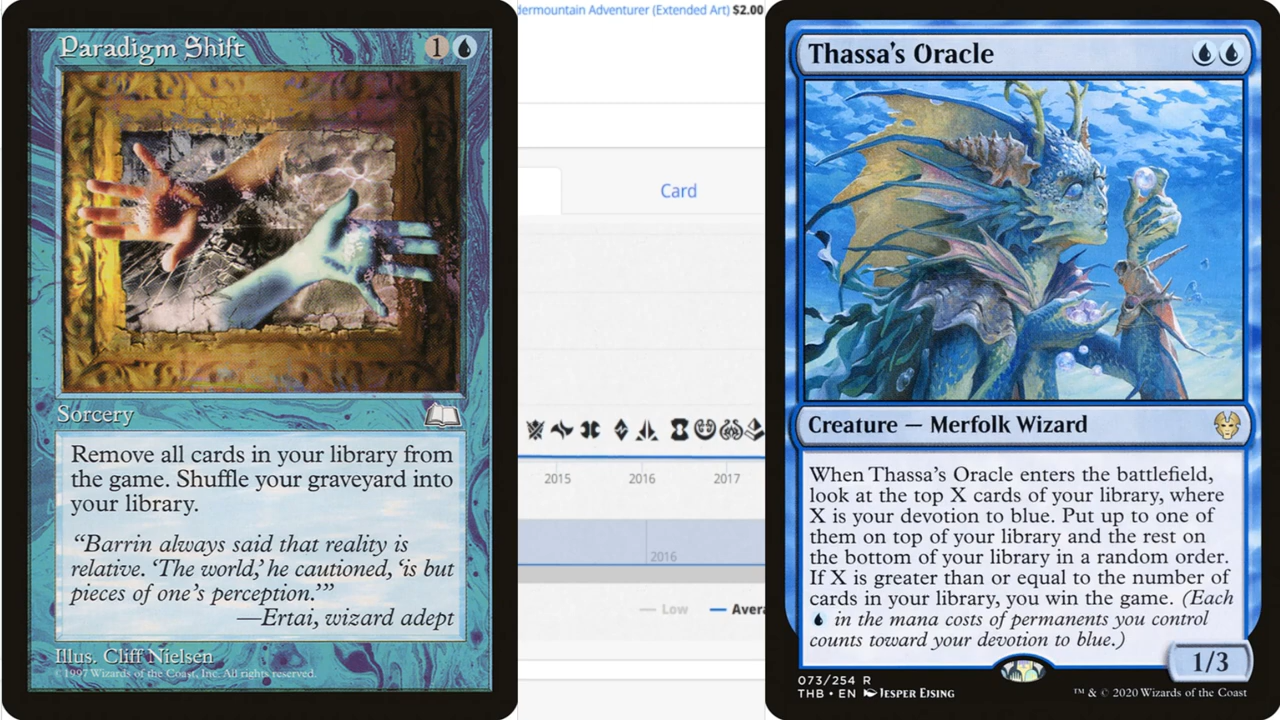 Paradigm Shift
1
Sorcery
Remove all cards in your library from
the game. Shuffle your graveyard into
your library.
“Barrin always said that reality is
relative. ‘The world,’ he cautioned, ‘is but
pieces of one’s perception.’”
—Ertai, wizard adept
Illus. Cliff Nielsen
©1997 Wizards of the Coast, Inc. All rights reserved.
dermountain Adventurer (Extended Art) $2.00
Card
2015 2016 2017
2016
Low Avera
Thassa's Oracle
Creature — Merfolk Wizard
When Thassa's Oracle enters the battlefield,
look at the top X cards of your library, where
X is your devotion to blue. Put up to one of
them on top of your library and the rest on
the bottom of your library in a random order.
If X is greater than or equal to the number of
cards in your library, you win the game. (Each
in the mana costs of permanents you control
counts toward your devotion to blue.)
1/3
073/254 R
THB • EN Jesper Eising
™ & © 2020 Wizards of the Coast